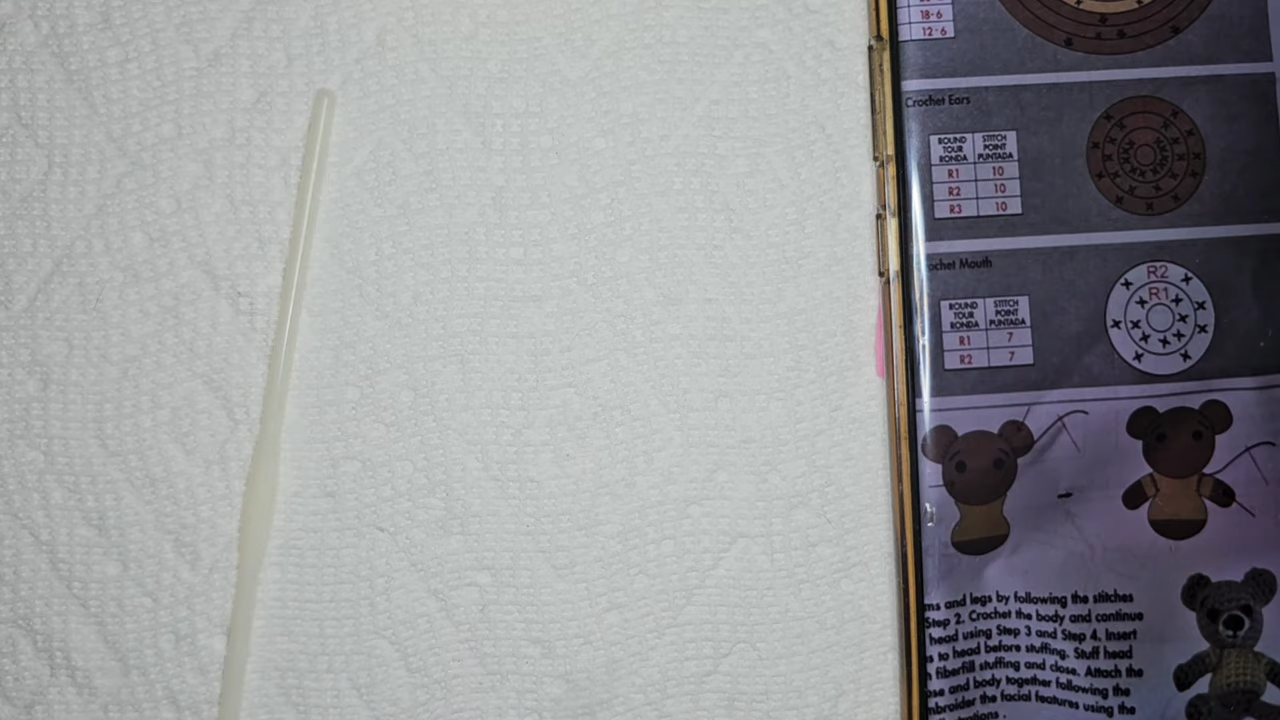 18-6
12-6
Crochet Ears
ROUND TOUR RONDA STITCH POINT PUNTADA
R1 10
R2 10
R3 10
ochet Mouth
ROUND TOUR RONDA STITCH POINT PUNTADA
R1 7
R2 7
R2
R1
ms and legs by following the stitches
Step 2. Crochet the body and continue
head using Step 3 and Step 4. Insert
s to head before stuffing. Stuff head
h fiberfill stuffing and close. Attach the
ose and body together following the
mbroider the facial features using the
strations.